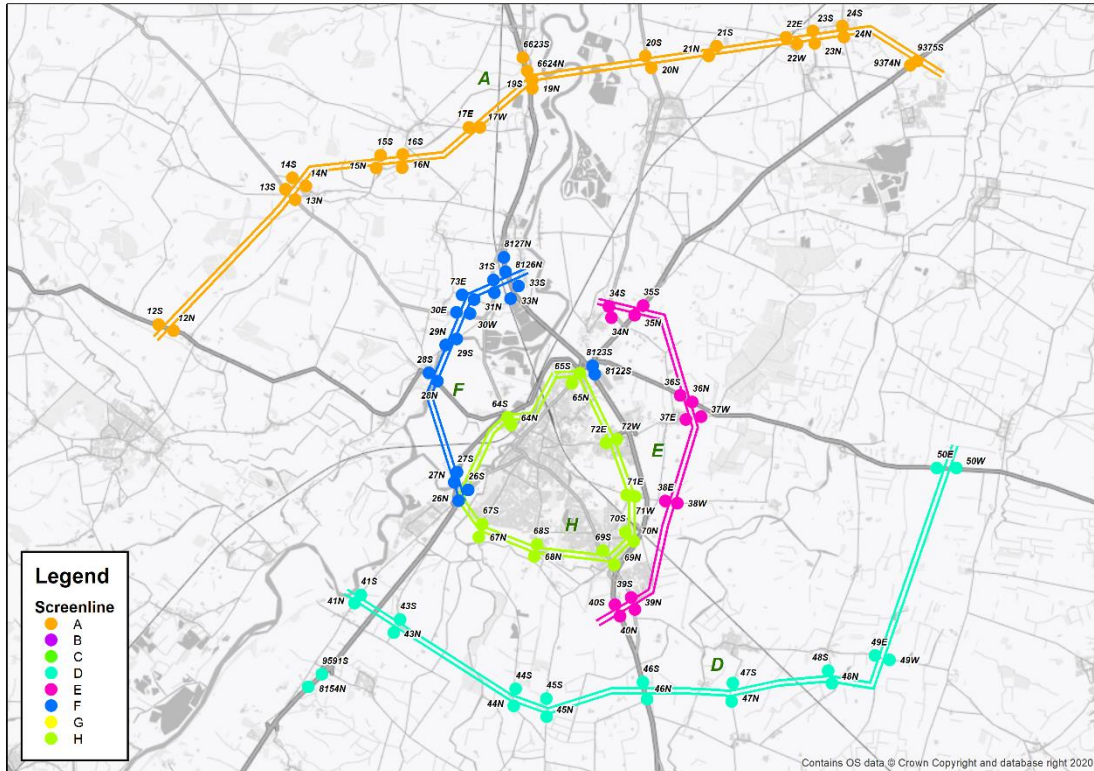 24S
23S
22E
9375S
21S
6623S
20S
21N
24N
6624N
22W
23N
9374N
A
20N
19S
19N
17E
17W
15S
16S
14S
15N
16N
14N
13S
13N
8127N
31S
8126N
73E
33S
34S
35S
12S
12N
30E
31N
33N
34N
35N
30W
29N
29S
8123S
65S
8122S
28S
36S
36N
F
65N
28N
64S
64N
37E
37W
72E
72W
E
27S
50E
50W
27N
26S
71E
38E
38W
26N
71W
67S
70S
H
68S
70N
67N
69S
68N
69N
Legend
41S
39S
Screenline
41N
40S
39N
A
43S
B
40N
43N
C
49E
D
9591S
D
48S
49W
E
46S
47S
8154N
44S
48N
F
45S
46N
G
44N
47N
H
45N
Contains OS data © Crown Copyright and database right 2020